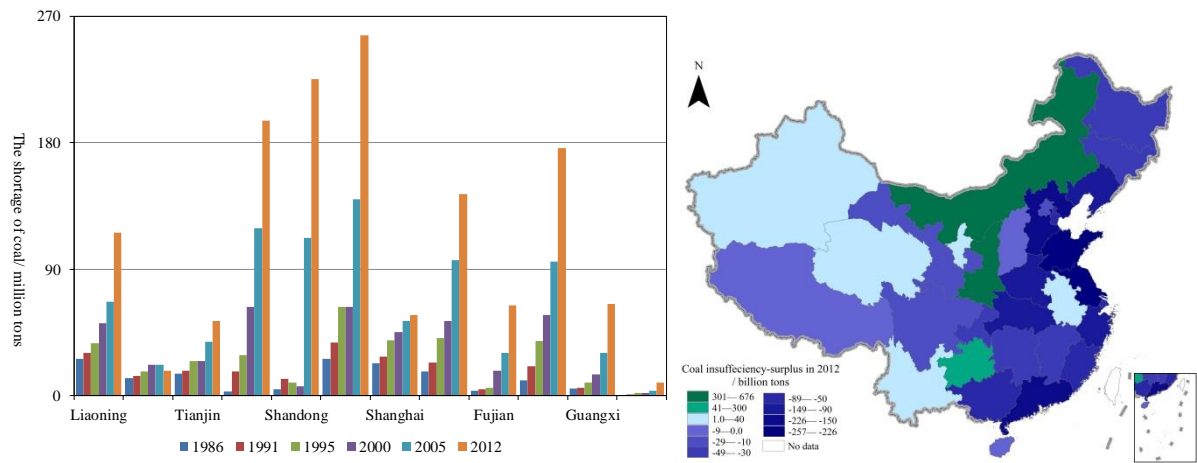 270
180
90
0
The shortage of coal/ million tons
Liaoning Tianjin Shandong Shanghai Fujian Guangxi
1986 1991 1995 2000 2005 2012
N
Coal insuffeciency-surplus in 2012
/ billion tons
301— 676
41— 300
1.0— 40
-9— 0.0
-29— -10
-49— -30
-89— -50
-149— -90
-226— -150
-257— -226
No data